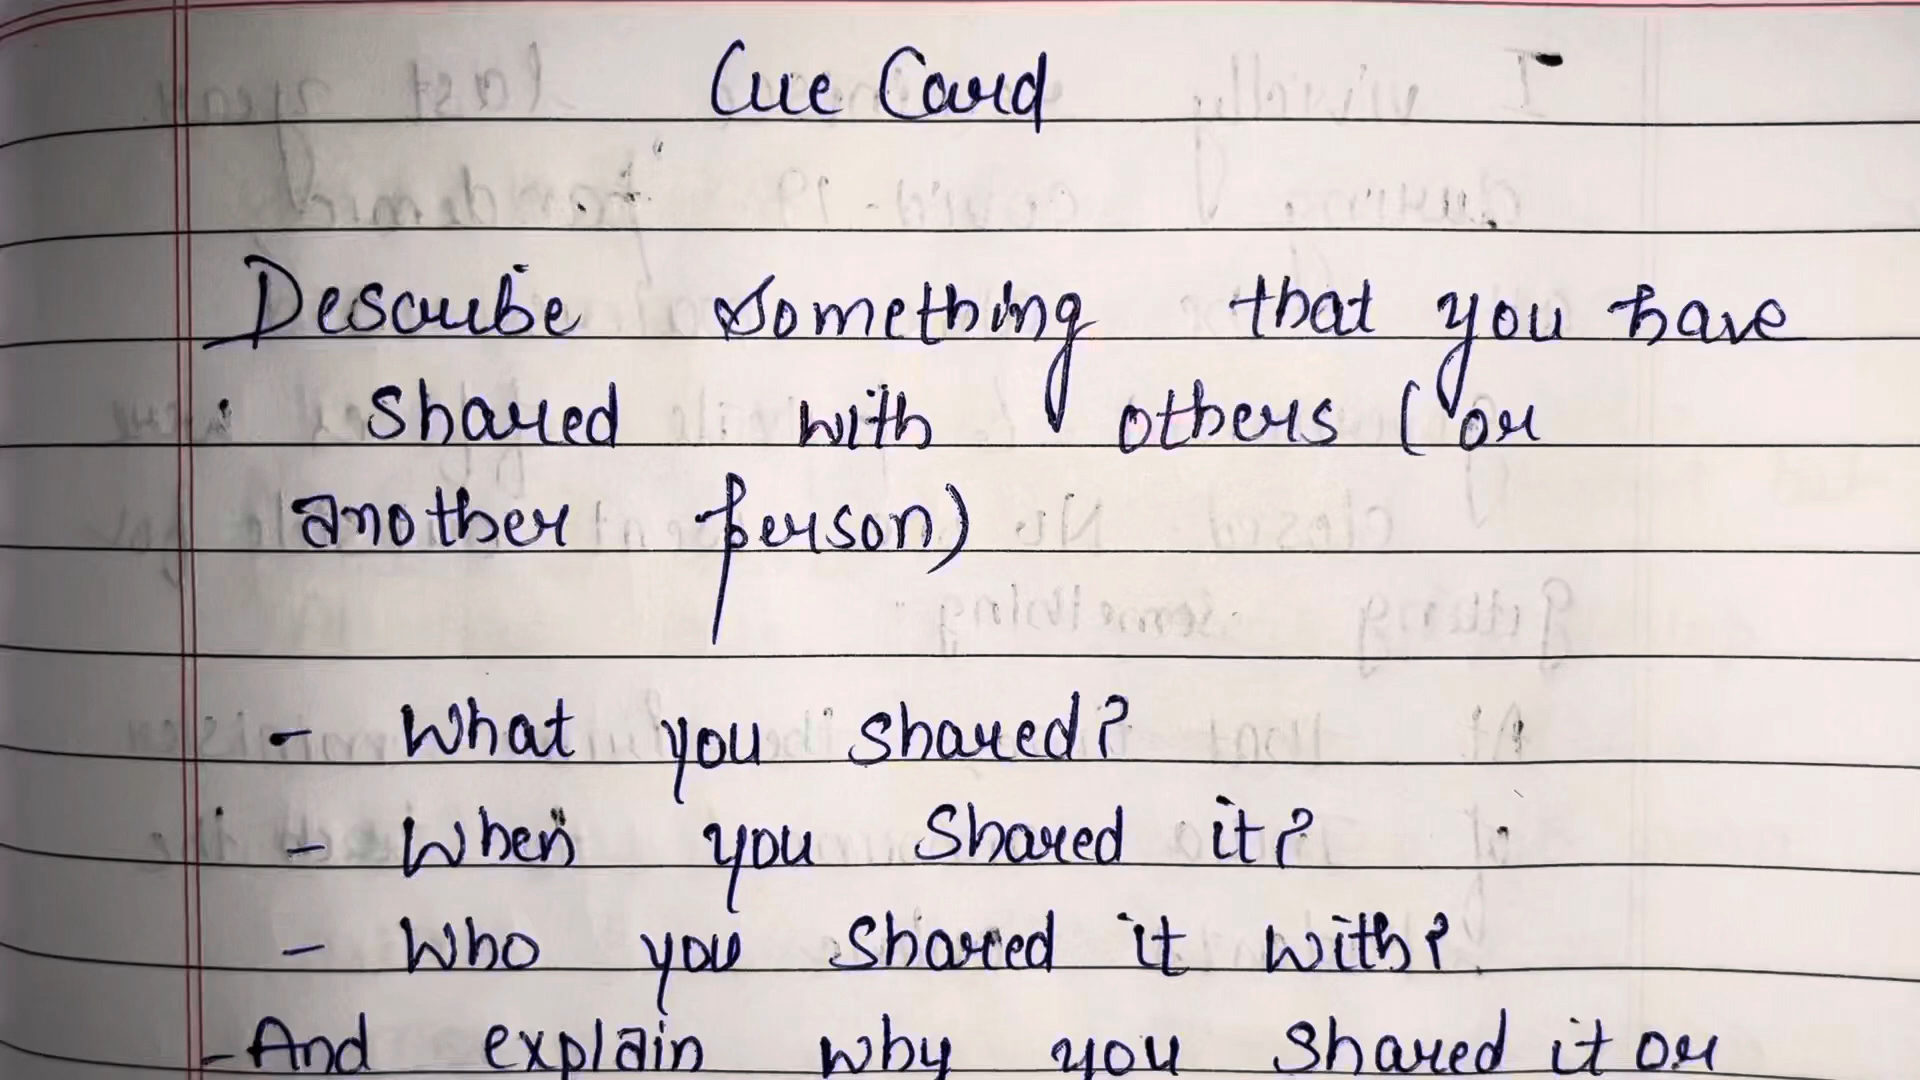 Cue Card
Describe something that you have
shared with others (or
another person)
- What you shared?
- When you shared it?
- Who you shared it with?
- And explain why you shared it or